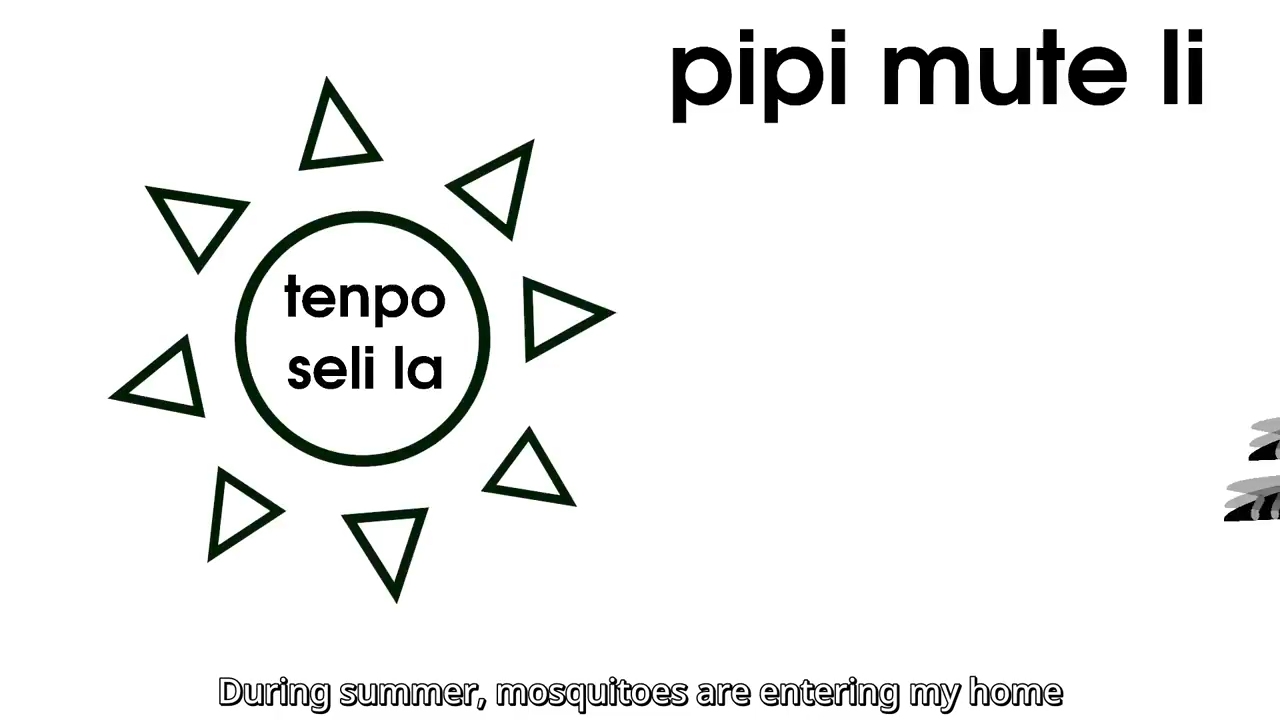 tenpo
seli la
pipi mute li
During summer, mosquitoes are entering my home